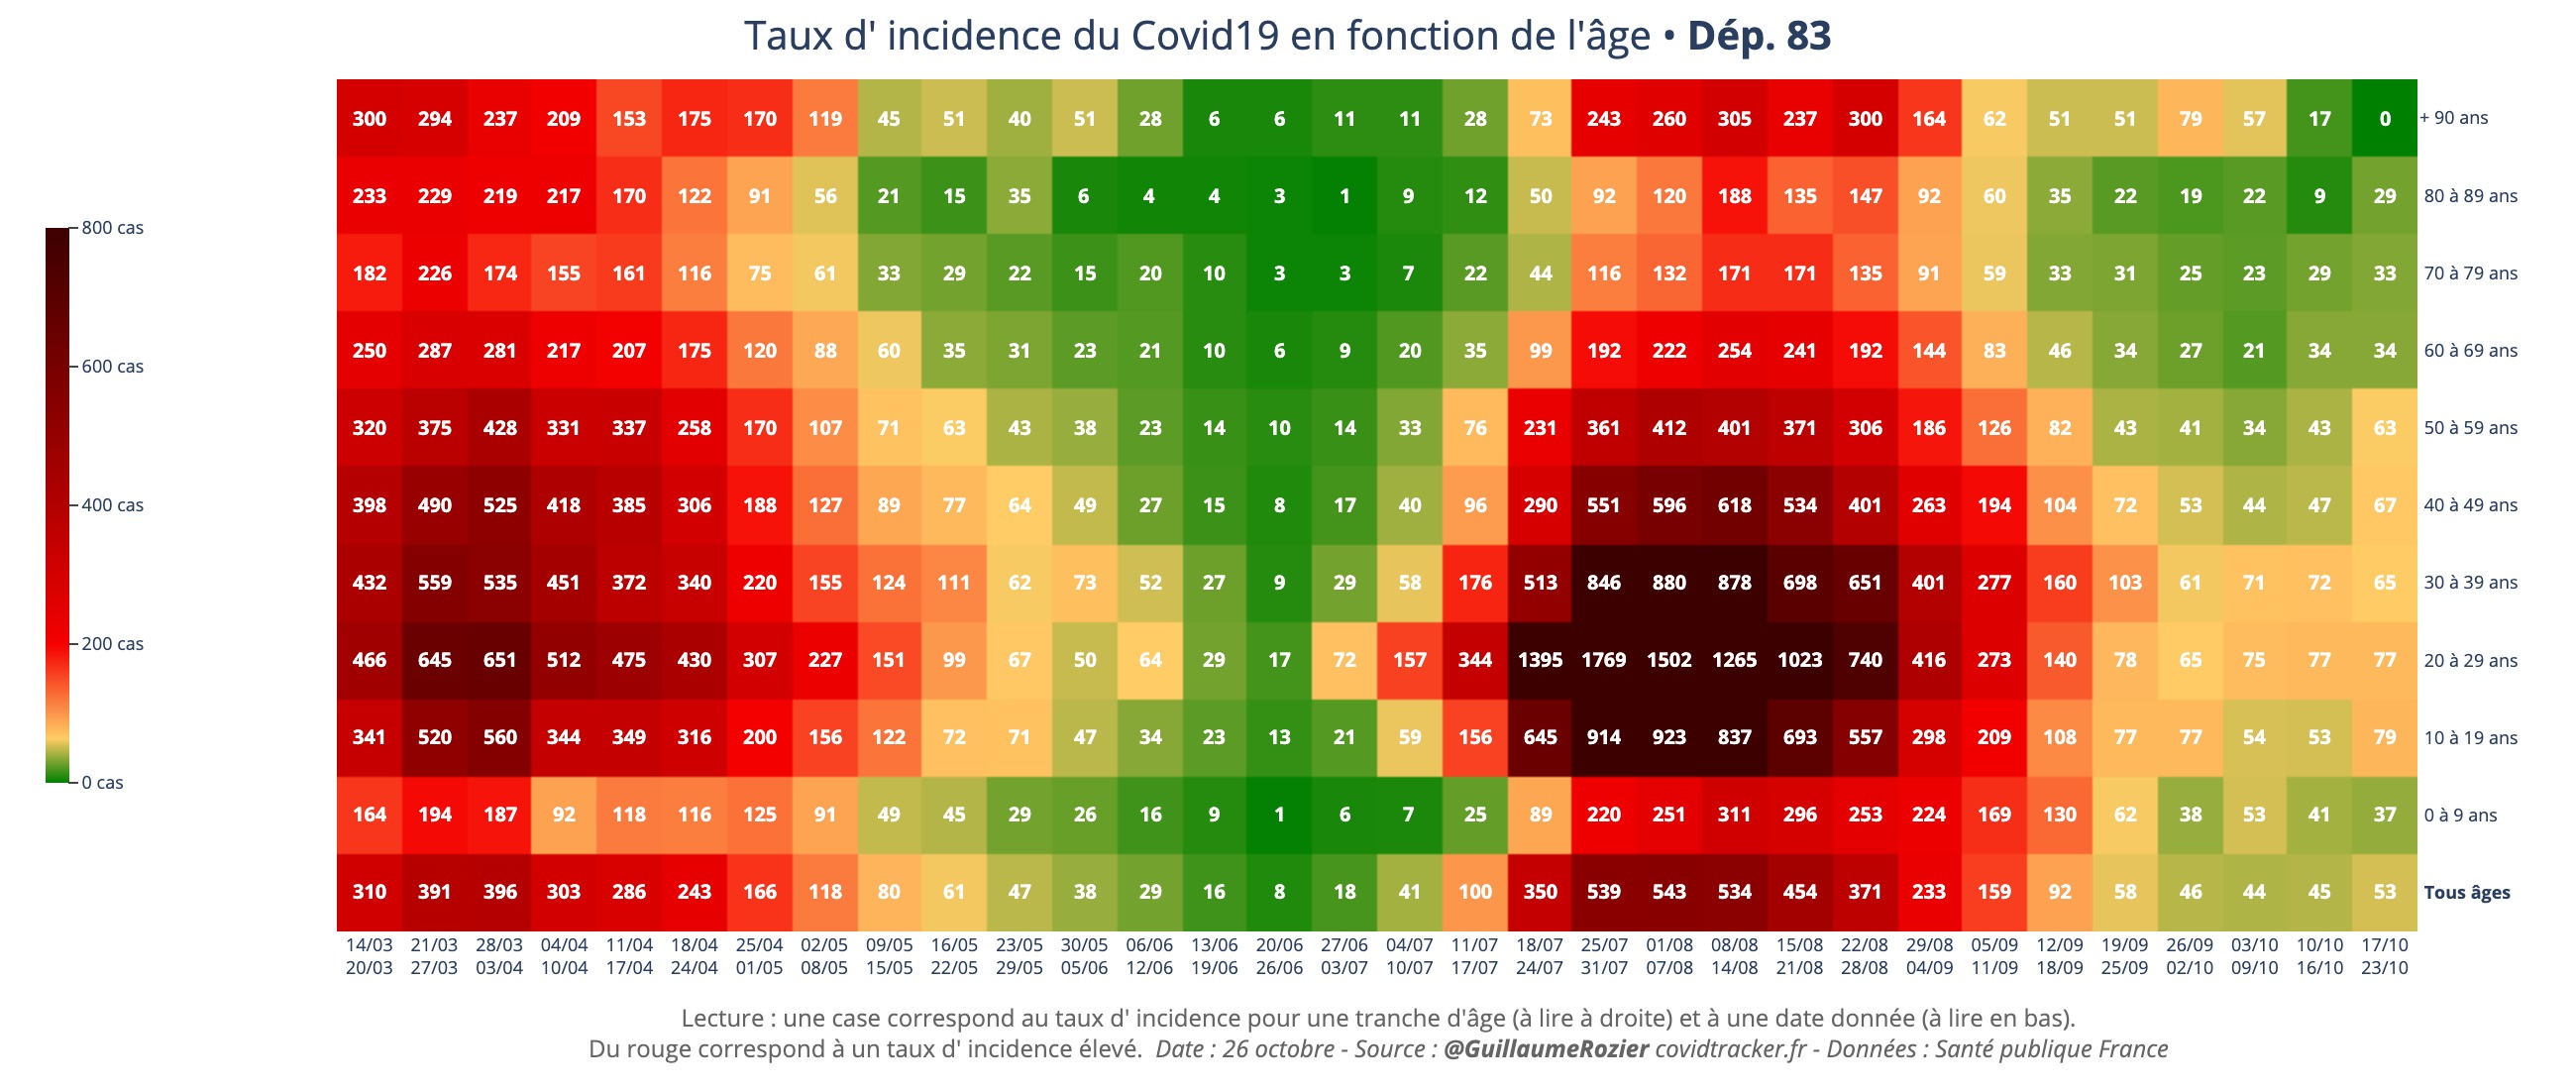 Taux d' incidence du Covid19 en fonction de l'âge • Dép. 83
800 cas
600 cas
400 cas
200 cas
0 cas
300 294 237 209 153 175 170 119 45 51 40 51 28 6 6 11 11 28 73 243 260 305 237 300 164 62 51 51 79 57 17 0 + 90 ans
233 229 219 217 170 122 91 56 21 15 35 6 4 4 3 1 9 12 50 92 120 188 135 147 92 60 35 22 19 22 9 29 80 à 89 ans
182 226 174 155 161 116 75 61 33 29 22 15 20 10 3 3 7 22 44 116 132 171 171 135 91 59 33 31 25 23 29 33 70 à 79 ans
250 287 281 217 207 175 120 88 60 35 31 23 21 10 6 9 20 35 99 192 222 254 241 192 144 83 46 34 27 21 34 34 60 à 69 ans
320 375 428 331 337 258 170 107 71 63 43 38 23 14 10 14 33 76 231 361 412 401 371 306 186 126 82 43 41 34 43 63 50 à 59 ans
398 490 525 418 385 306 188 127 89 77 64 49 27 15 8 17 40 96 290 551 596 618 534 401 263 194 104 72 53 44 47 67 40 à 49 ans
432 559 535 451 372 340 220 155 124 111 62 73 52 27 9 29 58 176 513 846 880 878 698 651 401 277 160 103 61 71 72 65 30 à 39 ans
466 645 651 512 475 430 307 227 151 99 67 50 64 29 17 72 157 344 1395 1769 1502 1265 1023 740 416 273 140 78 65 75 77 77 20 à 29 ans
341 520 560 344 349 316 200 156 122 72 71 47 34 23 13 21 59 156 645 914 923 837 693 557 298 209 108 77 77 54 53 79 10 à 19 ans
164 194 187 92 118 116 125 91 49 45 29 26 16 9 1 6 7 25 89 220 251 311 296 253 224 169 130 62 38 53 41 37 0 à 9 ans
310 391 396 303 286 243 166 118 80 61 47 38 29 16 8 18 41 100 350 539 543 534 454 371 233 159 92 58 46 44 45 53 Tous âges
14/03 21/03 28/03 04/04 11/04 18/04 25/04 02/05 09/05 16/05 23/05 30/05 06/06 13/06 20/06 27/06 04/07 11/07 18/07 25/07 01/08 08/08 15/08 22/08 29/08 05/09 12/09 19/09 26/09 03/10 10/10 17/10
20/03 27/03 03/04 10/04 17/04 24/04 01/05 08/05 15/05 22/05 29/05 05/06 12/06 19/06 26/06 03/07 10/07 17/07 24/07 31/07 07/08 14/08 21/08 28/08 04/09 11/09 18/09 25/09 02/10 09/10 16/10 23/10
Lecture : une case correspond au taux d' incidence pour une tranche d'âge (à lire à droite) et à une date donnée (à lire en bas).
Du rouge correspond à un taux d' incidence élevé. Date : 26 octobre - Source : @GuillaumeRozier covidtracker.fr - Données : Santé publique France